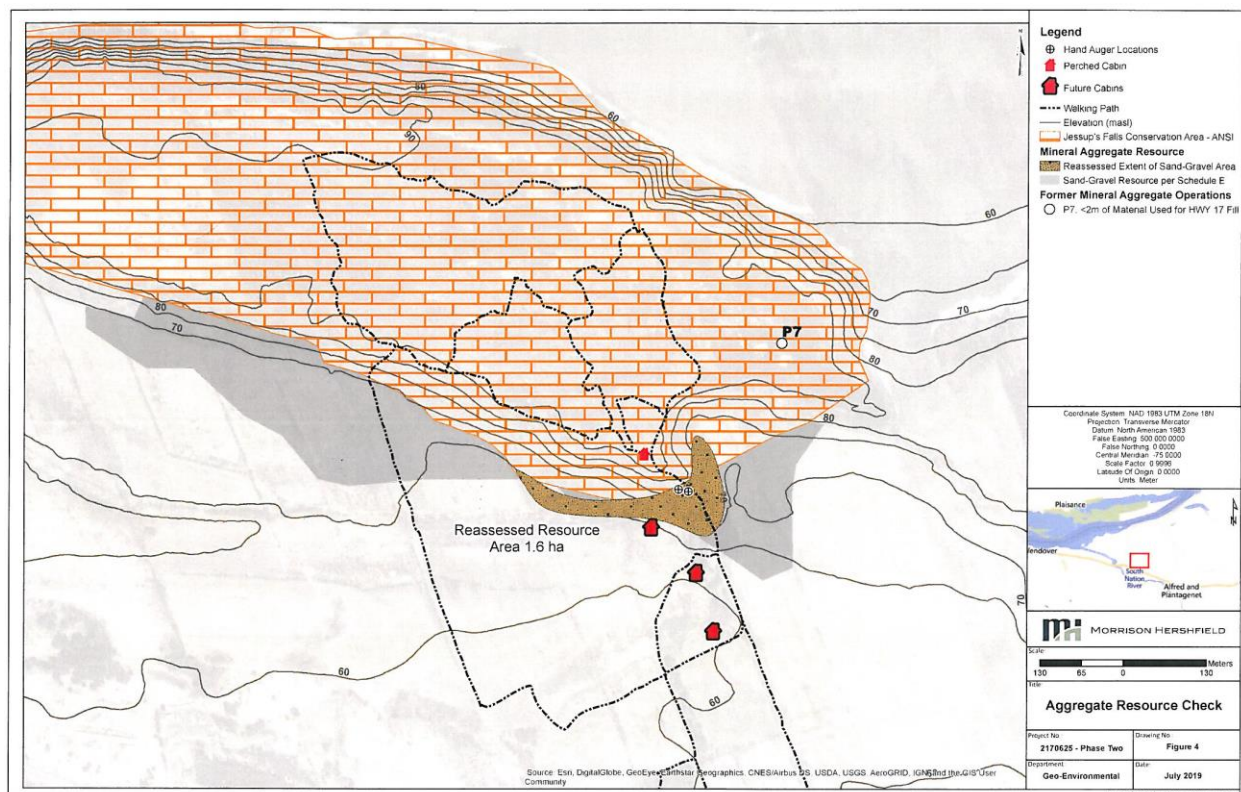 60
80
90
60
70
70
80
P7
80
70
80
Reassessed Resource
Area 1.6 ha
70
60
60
Source: Esri, DigitalGlobe, GeoEye, Earthstar Geographics, CNES/Airbus DS, USDA, USGS, AeroGRID, IGN, and the GIS User
Community
Legend
Hand Auger Locations
Perched Cabin
Future Cabins
Walking Path
Elevation (masl)
Jessup's Falls Conservation Area - ANSI
Mineral Aggregate Resource
Reassessed Extent of Sand-Gravel Area
Sand-Gravel Resource per Schedule E
Former Mineral Aggregate Operations
P7. <2m of Material Used for HWY 17 Fill
Coordinate System: NAD 1983 UTM Zone 18N
Projection: Transverse Mercator
Datum: North American 1983
False Easting: 500 000.0000
False Northing: 0.0000
Central Meridian: -75.0000
Scale Factor: 0.9996
Latitude Of Origin: 0.0000
Units: Meter
Plaisance
N
Wendover
South
Nation
River
Alfred and
Plantagenet
MORRISON HERSHFIELD
Scale
130 65 0 130 Meters
Title
Aggregate Resource Check
Project No
2170625 - Phase Two
Drawing No
Figure 4
Department
Geo-Environmental
Date
July 2019